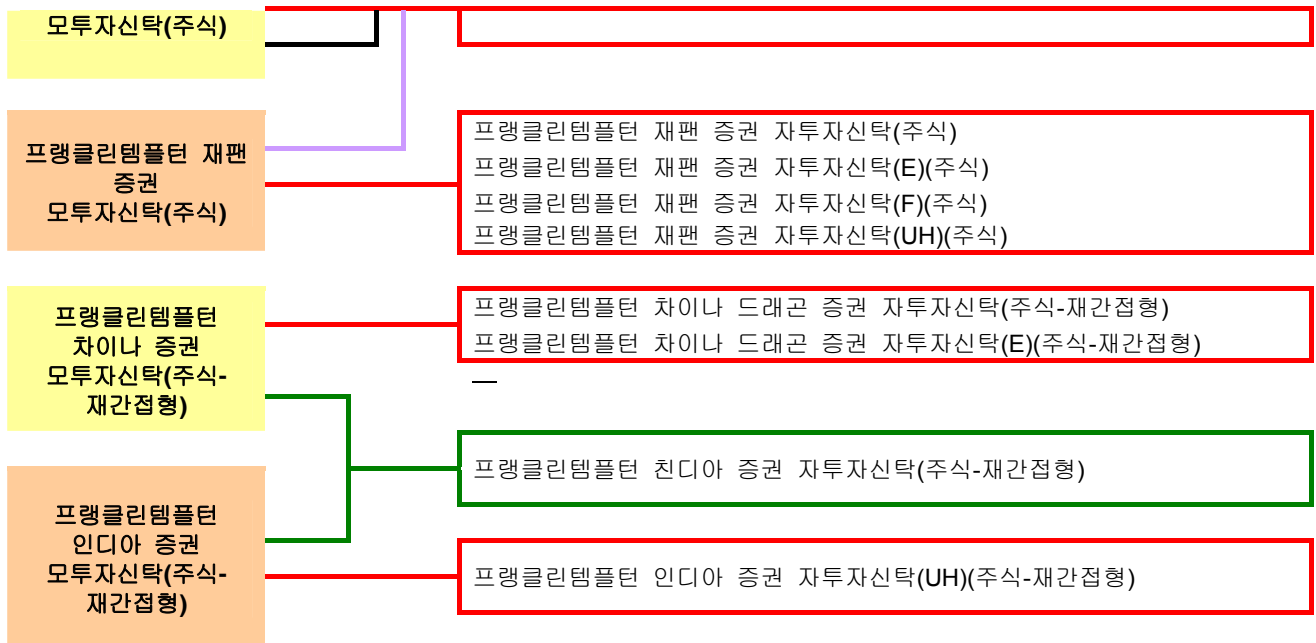 모투자신탁(주식)
프랭클린템플턴 재팬
증권
모투자신탁(주식)
프랭클린템플턴 재팬 증권 자투자신탁(주식)
프랭클린템플턴 재팬 증권 자투자신탁(E)(주식)
프랭클린템플턴 재팬 증권 자투자신탁(F)(주식)
프랭클린템플턴 재팬 증권 자투자신탁(UH)(주식)
프랭클린템플턴
차이나 증권
모투자신탁(주식-
재간접형)
프랭클린템플턴 차이나 드래곤 증권 자투자신탁(주식-재간접형)
프랭클린템플턴 차이나 드래곤 증권 자투자신탁(E)(주식-재간접형)
프랭클린템플턴 친디아 증권 자투자신탁(주식-재간접형)
프랭클린템플턴
인디아 증권
모투자신탁(주식-
재간접형)
프랭클린템플턴 인디아 증권 자투자신탁(UH)(주식-재간접형)